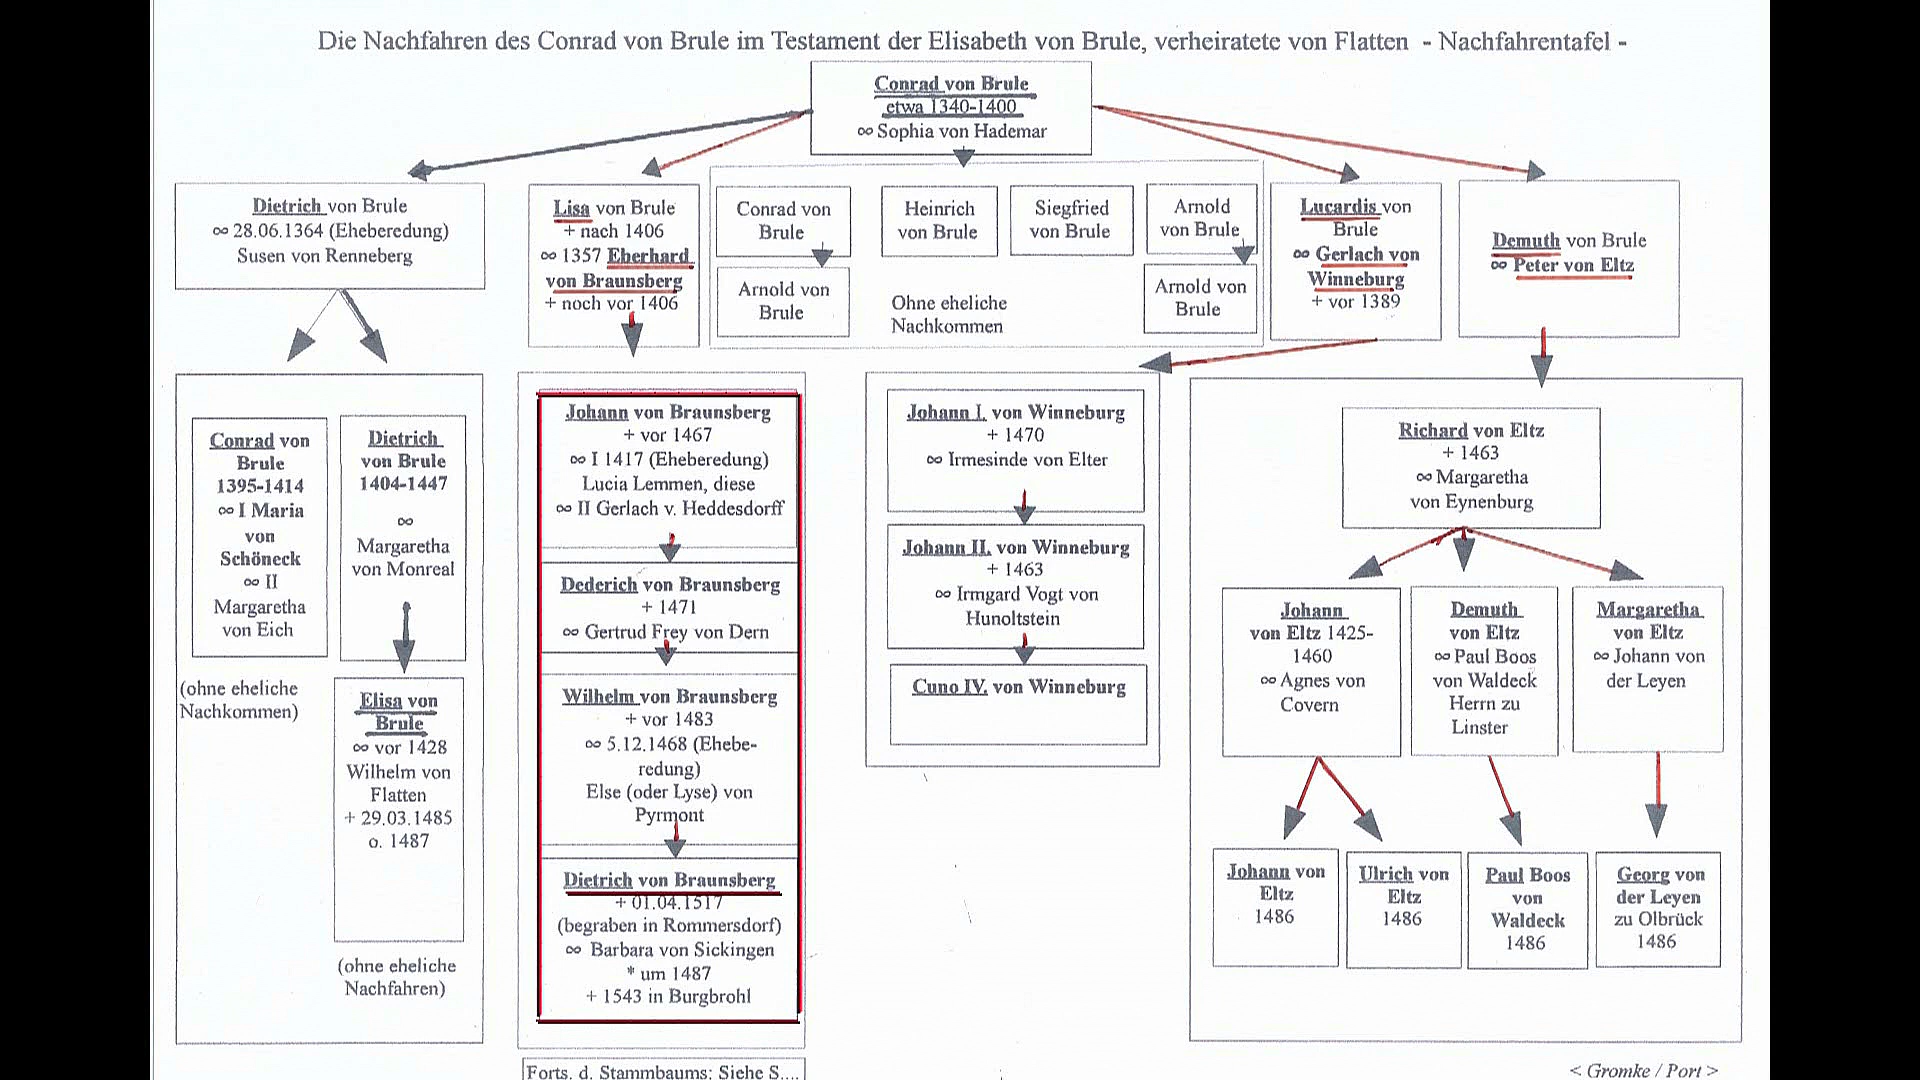 Die Nachfahren des Conrad von Brule im Testament der Elisabeth von Brule, verheiratete von Flatten - Nachfahrentafel -
Conrad von Brule
etwa 1340-1400
∞ Sophia von Hademar
Dietrich von Brule
∞ 28.06.1364 (Eheberedung)
Susen von Renneberg
Lisa von Brule
+ nach 1406
∞ 1357 Eberhard
von Braunsberg
+ noch vor 1406
Conrad von
Brule
Arnold von
Brule
Heinrich
von Brule
Siegfried
von Brule
Arnold
von Brule
Arnold von
Brule
Ohne eheliche
Nachkommen
Lucardis von
Brule
∞ Gerlach von
Winneburg
+ vor 1389
Demuth von Brule
∞ Peter von Eltz
Conrad von
Brule
1395-1414
∞ I Maria
von
Schöneck
∞ II
Margaretha
von Eich
(ohne eheliche
Nachkommen)
Dietrich
von Brule
1404-1447
∞
Margaretha
von Monreal
Elisa von
Brule
∞ vor 1428
Wilhelm von
Flatten
+ 29.03.1485
o. 1487
(ohne eheliche
Nachfahren)
Johann von Braunsberg
+ vor 1467
∞ I 1417 (Eheberedung)
Lucia Lemmen, diese
∞ II Gerlach v. Heddesdorff
Dederich von Braunsberg
+ 1471
∞ Gertrud Frey von Dern
Wilhelm von Braunsberg
+ vor 1483
∞ 5.12.1468 (Ehebe-
redung)
Else (oder Lyse) von
Pyrmont
Dietrich von Braunsberg
+ 01.04.1517
(begraben in Rommersdorf)
∞ Barbara von Sickingen
* um 1487
+ 1543 in Burgbrohl
Forts. d. Stammbaums: Siehe S....
Johann I. von Winneburg
+ 1470
∞ Irmesinde von Elter
Johann II. von Winneburg
+ 1463
∞ Irmgard Vogt von
Hunoltstein
Cuno IV. von Winneburg
Richard von Eltz
+ 1463
∞ Margaretha
von Eynenburg
Johann
von Eltz 1425-
1460
∞ Agnes von
Covern
Demuth
von Eltz
∞ Paul Boos
von Waldeck
Herrn zu
Linster
Margaretha
von Eltz
∞ Johann von
der Leyen
Johann von
Eltz
1486
Ulrich von
Eltz
1486
Paul Boos
von
Waldeck
1486
Georg von
der Leyen
zu Olbrück
1486
< Gromke / Port >